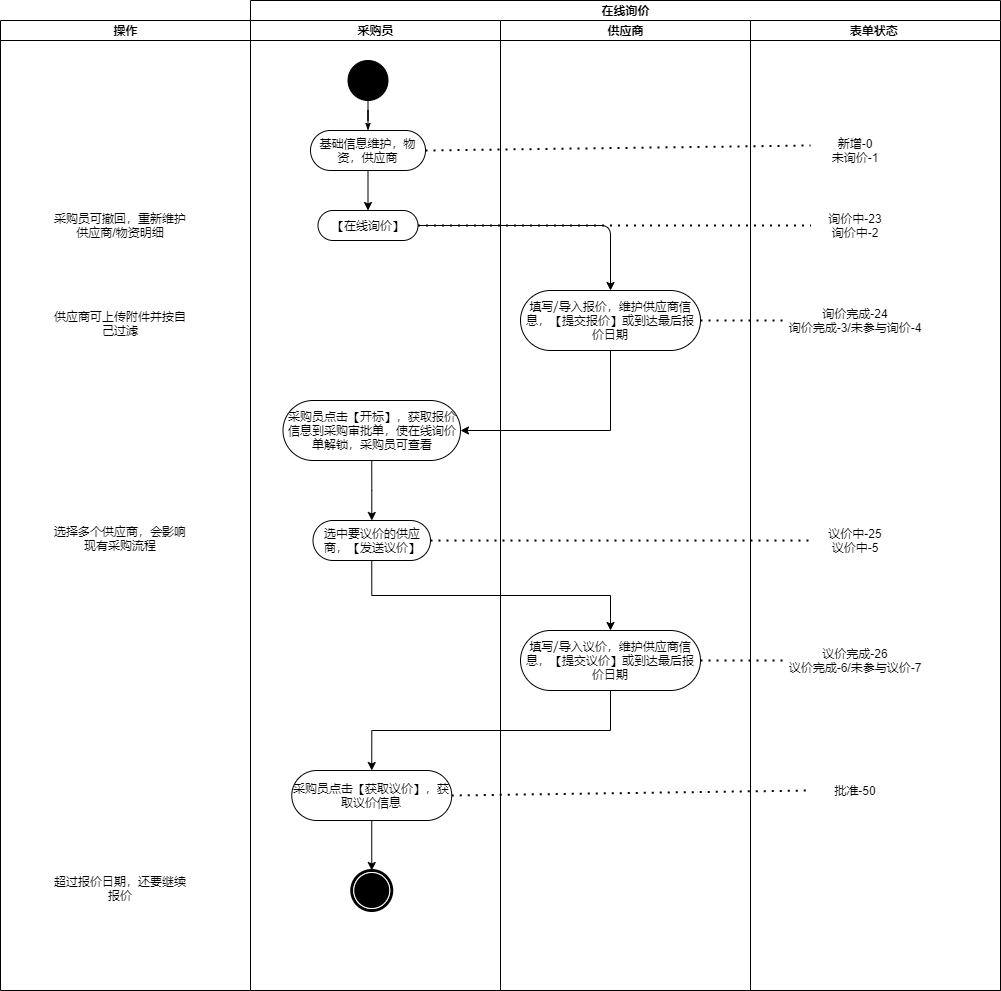 在线询价
操作
采购员
供应商
表单状态
基础信息维护，物
资，供应商
新增-0
未询价-1
采购员可撤回，重新维护
供应商/物资明细
【在线询价】
询价中-23
询价中-2
供应商可上传附件并按自
己过滤
填写/导入报价，维护供应商信
息，【提交报价】或到达最后报
价日期
询价完成-24
询价完成-3/未参与询价-4
采购员点击【开标】，获取报价
信息到采购审批单，使在线询价
单解锁，采购员可查看
选择多个供应商，会影响
现有采购流程
选中要议价的供应
商，【发送议价】
议价中-25
议价中-5
填写/导入议价，维护供应商信
息，【提交议价】或到达最后报
价日期
议价完成-26
议价完成-6/未参与议价-7
采购员点击【获取议价】，获
取议价信息
批准-50
超过报价日期，还要继续
报价